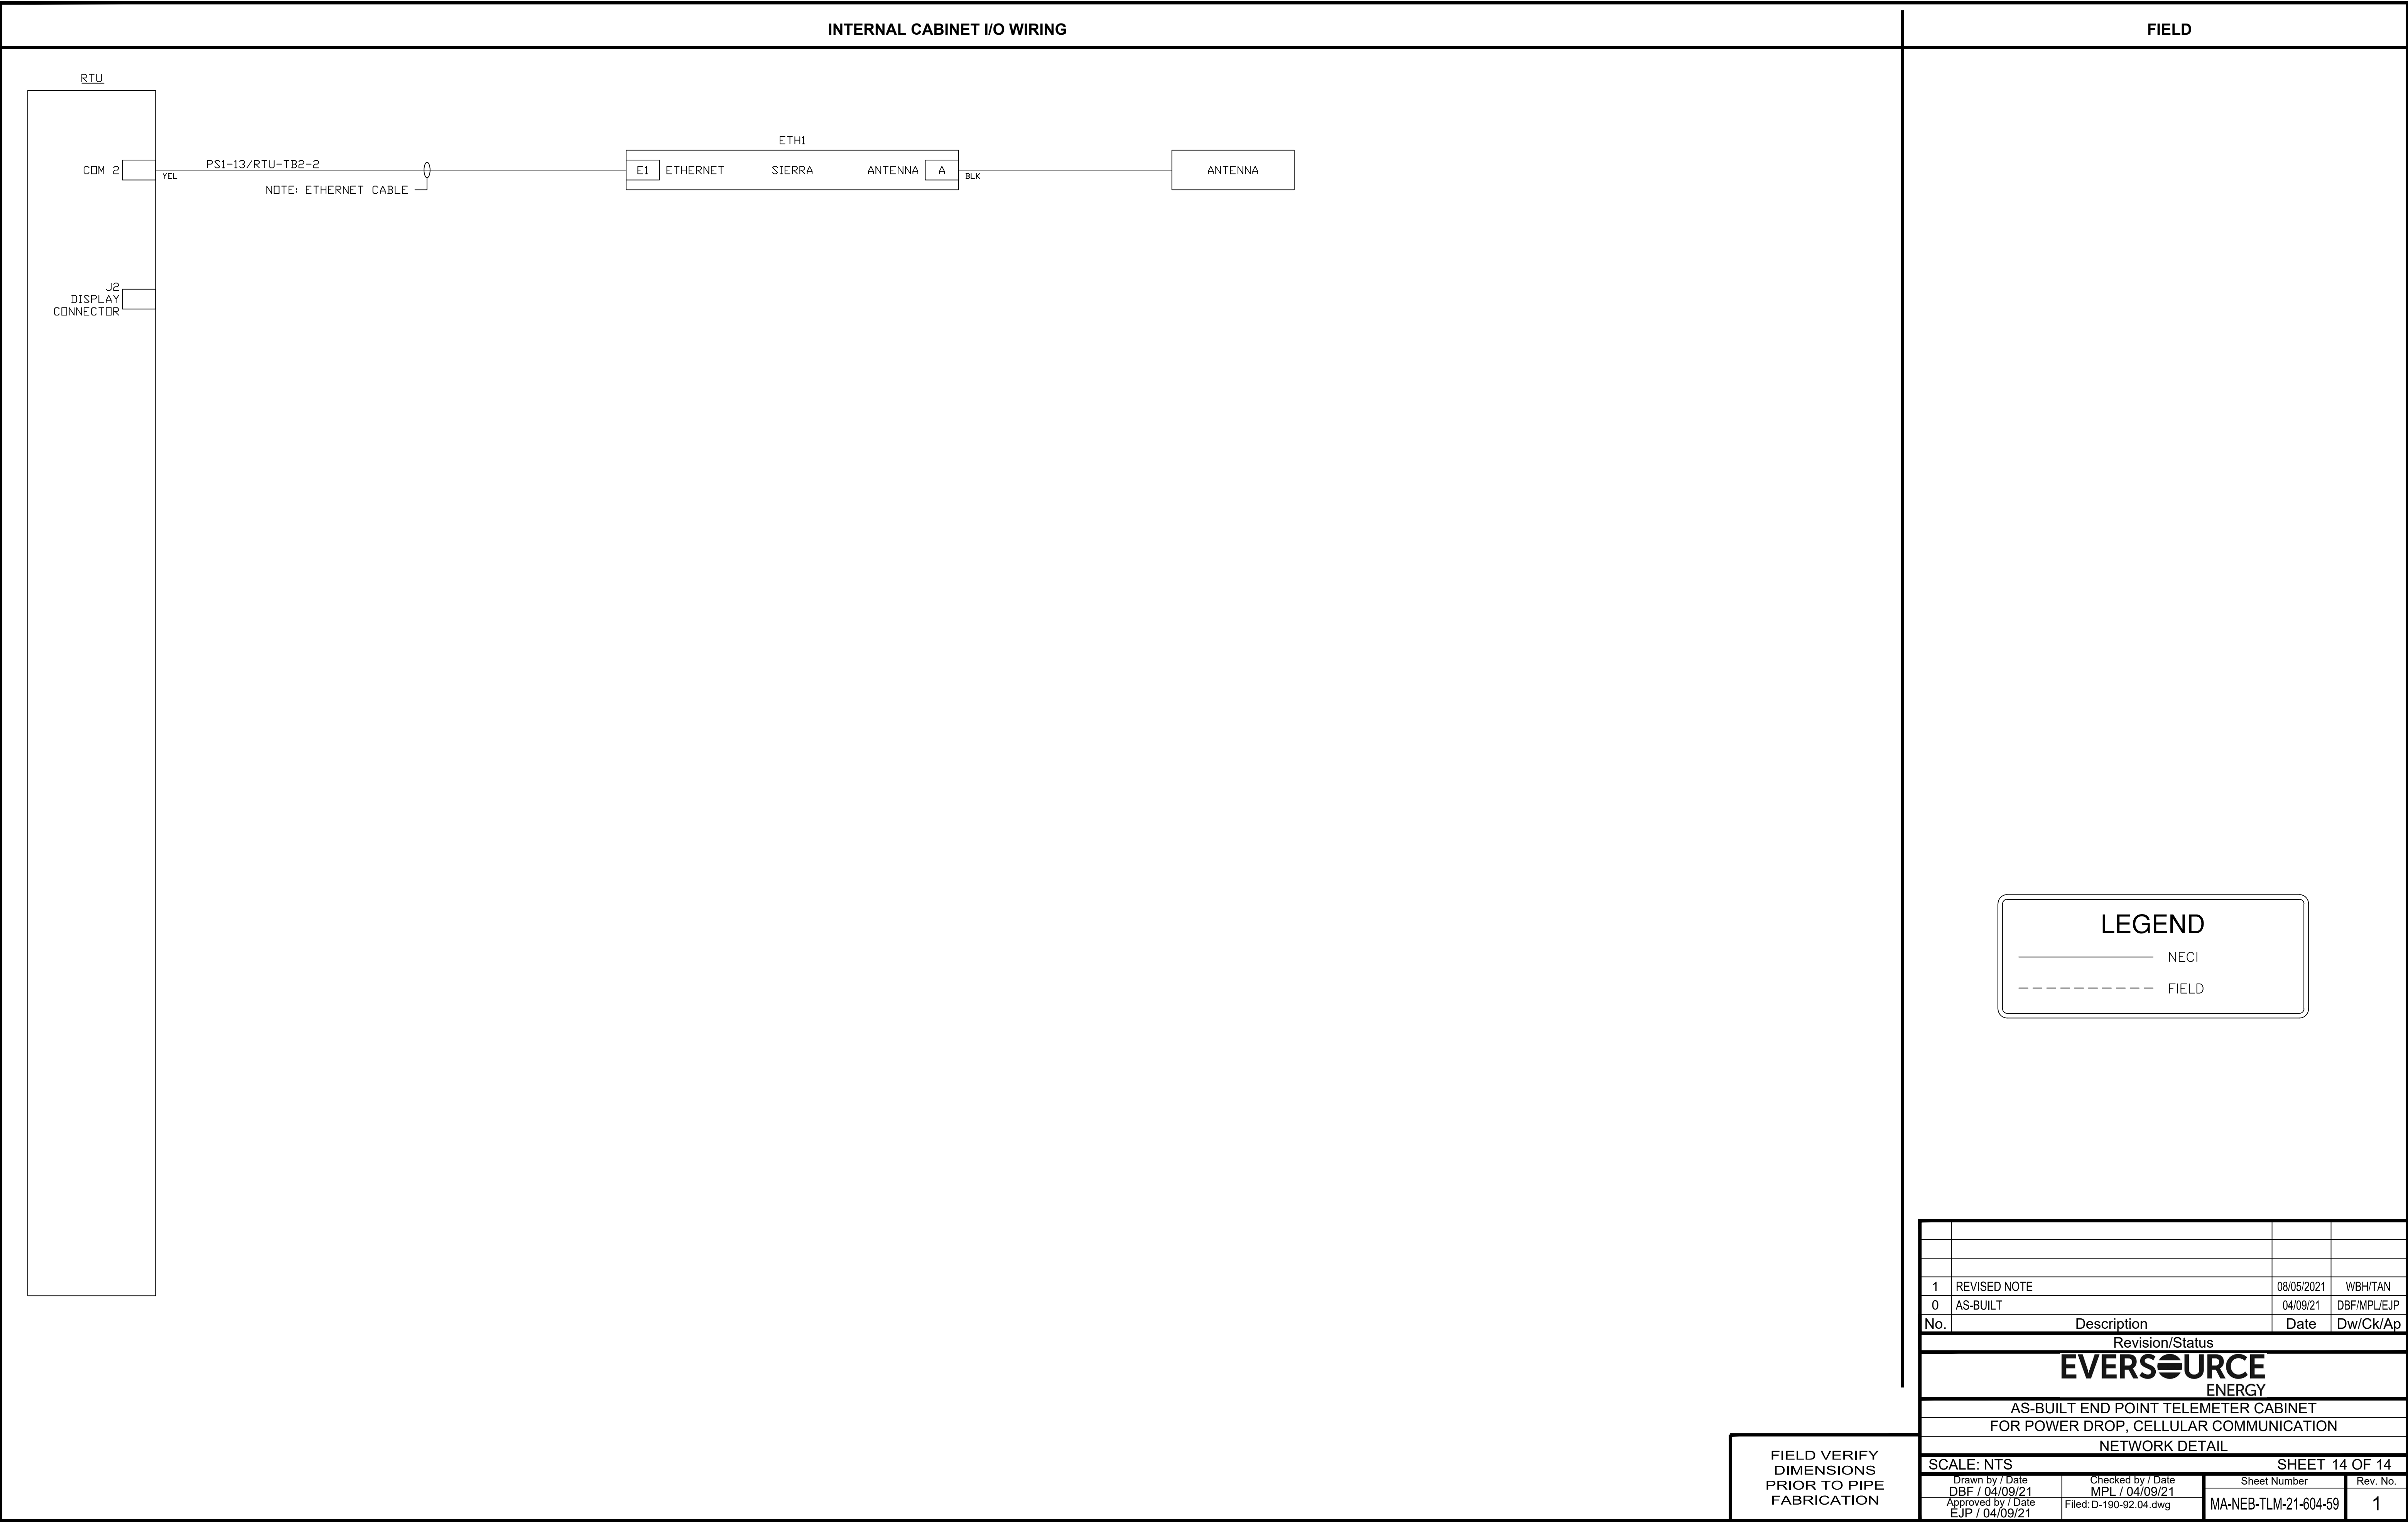 INTERNAL CABINET I/O WIRING
FIELD
RTU
COM 2
YEL
PS1-13/RTU-TB2-2
NOTE: ETHERNET CABLE
ETH1
E1
ETHERNET
SIERRA
ANTENNA
A
BLK
ANTENNA
J2
DISPLAY
CONNECTOR
LEGEND
NECI
FIELD
1 REVISED NOTE 08/05/2021 WBH/TAN
0 AS-BUILT 04/09/21 DBF/MPL/EJP
No. Description Date Dw/Ck/Ap
Revision/Status
EVERSOURCE
ENERGY
AS-BUILT END POINT TELEMETER CABINET
FOR POWER DROP, CELLULAR COMMUNICATION
NETWORK DETAIL
SCALE: NTS SHEET 14 OF 14
Drawn by / Date Checked by / Date Sheet Number Rev. No.
DBF / 04/09/21 MPL / 04/09/21
Approved by / Date Filed: D-190-92.04.dwg MA-NEB-TLM-21-604-59 1
EJP / 04/09/21
FIELD VERIFY
DIMENSIONS
PRIOR TO PIPE
FABRICATION